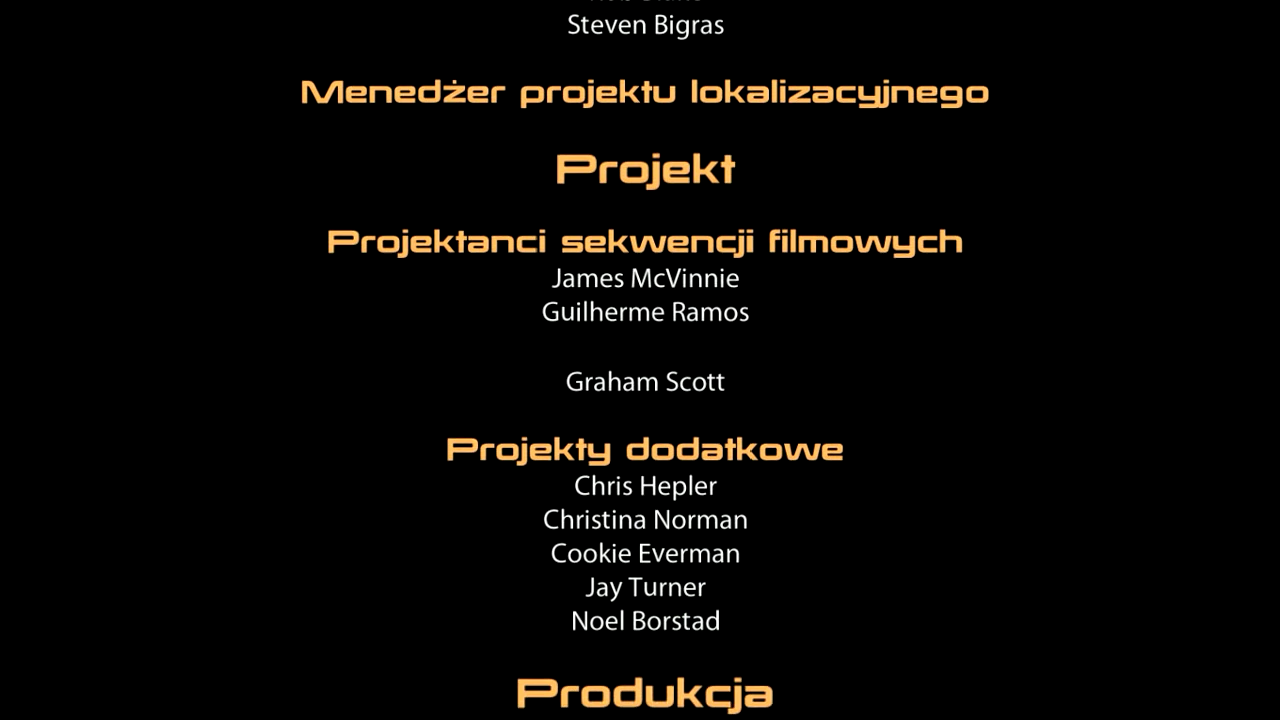 Steven Bigras
Menedżer projektu lokalizacyjnego
Projekt
Projektanci sekwencji filmowych
James McVinnie
Guilherme Ramos
Graham Scott
Projekty dodatkowe
Chris Hepler
Christina Norman
Cookie Everman
Jay Turner
Noel Borstad
Produkcja